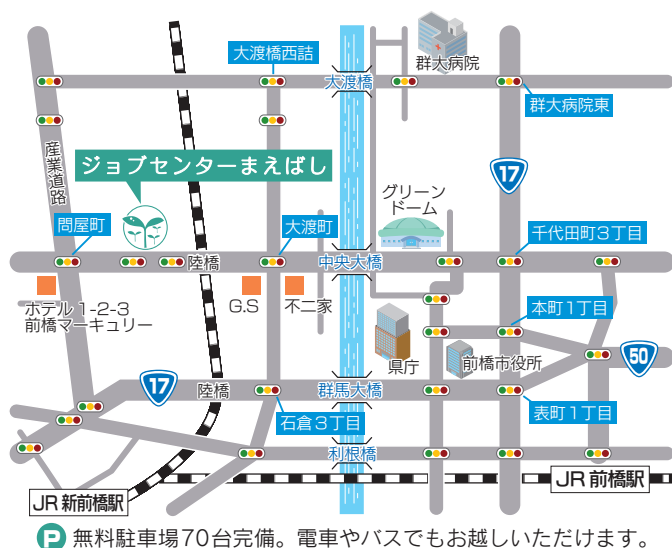 大渡橋西詰
群大病院
大渡橋
群大病院東
産業道路
ジョブセンターまえばし
17
グリーン
ドーム
問屋町
大渡町
千代田町3丁目
陸橋
中央大橋
ホテル1-2-3
前橋マーキュリー
G.S
不二家
本町1丁目
県庁
前橋市役所
50
17
陸橋
群馬大橋
石倉3丁目
表町1丁目
利根橋
JR 新前橋駅
JR 前橋駅
P 無料駐車場70台完備。電車やバスでもお越しいただけます。